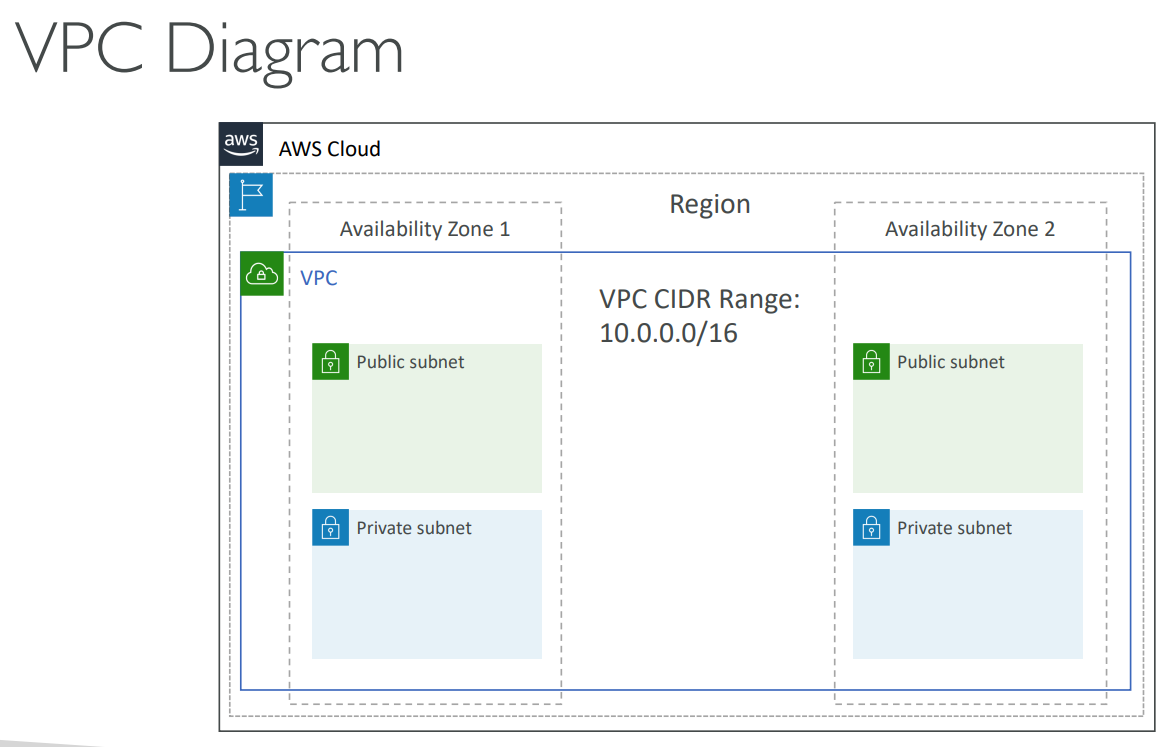 VPC Diagram
aws
AWS Cloud
Region
Availability Zone 1
Availability Zone 2
VPC
VPC CIDR Range:
10.0.0.0/16
Public subnet
Public subnet
Private subnet
Private subnet